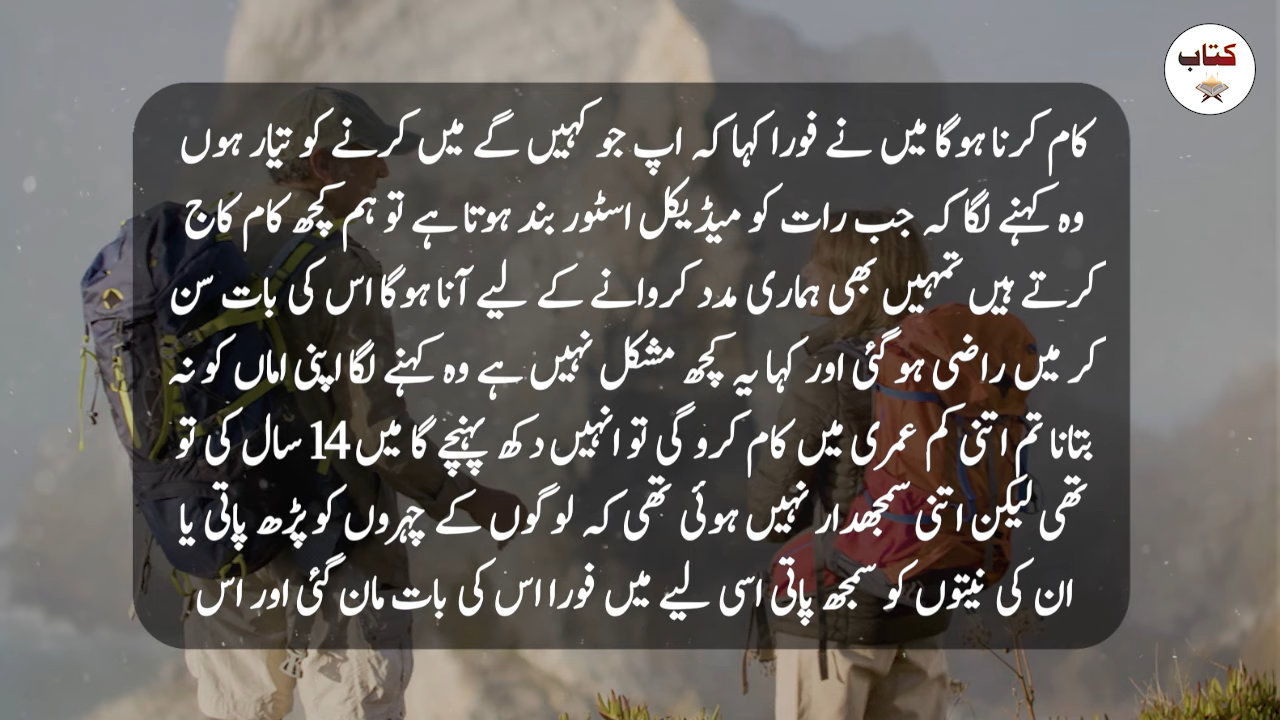 کتاب
کام کرنا ہوگا میں نے فورا کہا کہ اپ جو کہیں گے میں کرنے کو تیار ہوں
وہ کہنے لگا کہ جب رات کو میڈیکل اسٹور بند ہوتا ہے تو ہم کچھ کام کاج
کرتے ہیں تمہیں بھی ہماری مدد کروانے کے لیے آنا ہوگا اس کی بات سن
کر میں راضی ہو گئی اور کہا یہ کچھ مشکل نہیں ہے وہ کہنے لگا اپنی اماں کو نہ
بتانا تم اتنی کم عمری میں کام کرو گی تو انہیں دکھ پہنچے گا میں 14 سال کی تو
تھی لیکن اتنی سمجھدار نہیں ہوئی تھی کہ لوگوں کے چہروں کو پڑھ پاتی یا
ان کی نیتوں کو سمجھ پاتی اسی لیے میں فورا اس کی بات مان گئی اور اس